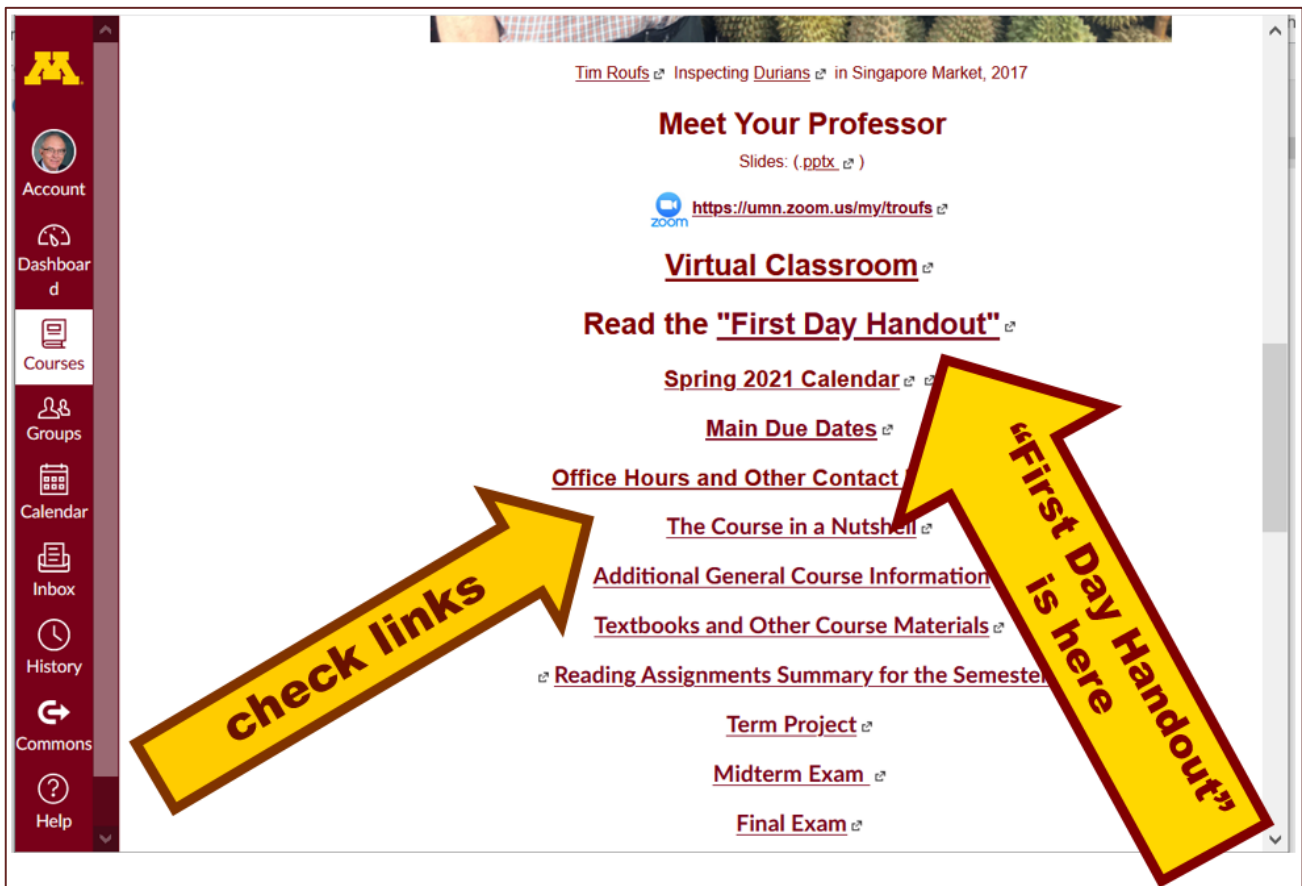 M
Account
Dashboar
d
Courses
Groups
Calendar
Inbox
History
Commons
Help
Tim Roufs Inspecting Durians in Singapore Market, 2017
Meet Your Professor
Slides: (.pptx )
zoom https://umn.zoom.us/my/troufs
Virtual Classroom
Read the "First Day Handout"
Spring 2021 Calendar
Main Due Dates
Office Hours and Other Contact
The Course in a Nutshell
Additional General Course Information
Textbooks and Other Course Materials
Reading Assignments Summary for the Semester
Term Project
Midterm Exam
Final Exam
check links
“First Day Handout”
is here